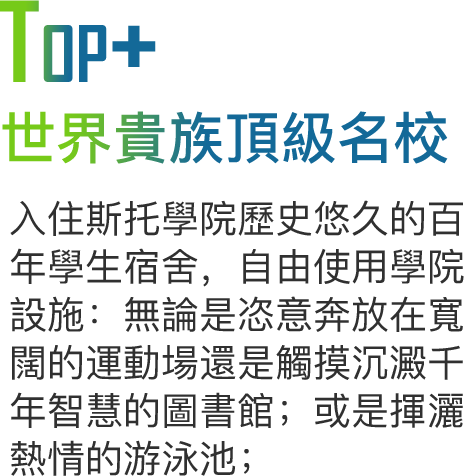 TOP+
世界貴族頂級名校
入住斯托學院歷史悠久的百
年學生宿舍，自由使用學院
設施：無論是恣意奔放在寬
闊的運動場還是觸摸沉澱千
年智慧的圖書館；或是揮灑
熱情的游泳池；